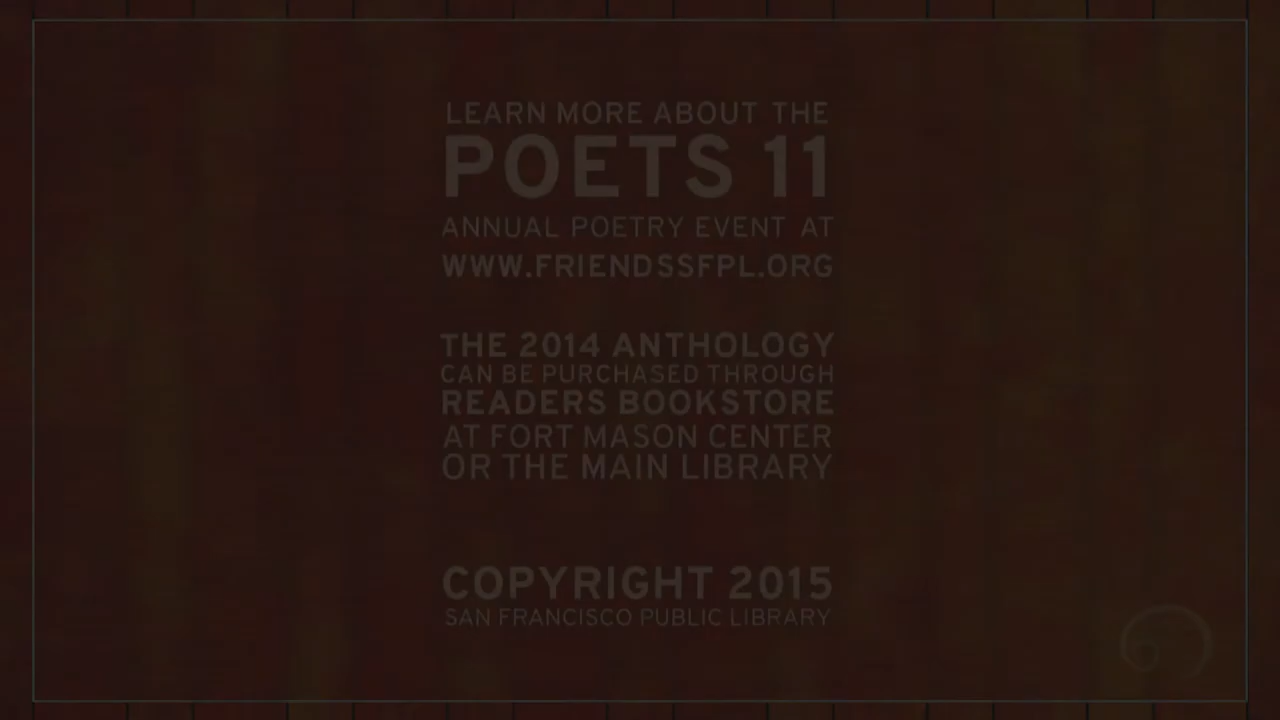 LEARN MORE ABOUT THE
POETS 11
ANNUAL POETRY EVENT AT
WWW.FRIENDSSFPL.ORG
THE 2014 ANTHOLOGY
CAN BE PURCHASED THROUGH
READERS BOOKSTORE
AT FORT MASON CENTER
OR THE MAIN LIBRARY
COPYRIGHT 2015
SAN FRANCISCO PUBLIC LIBRARY